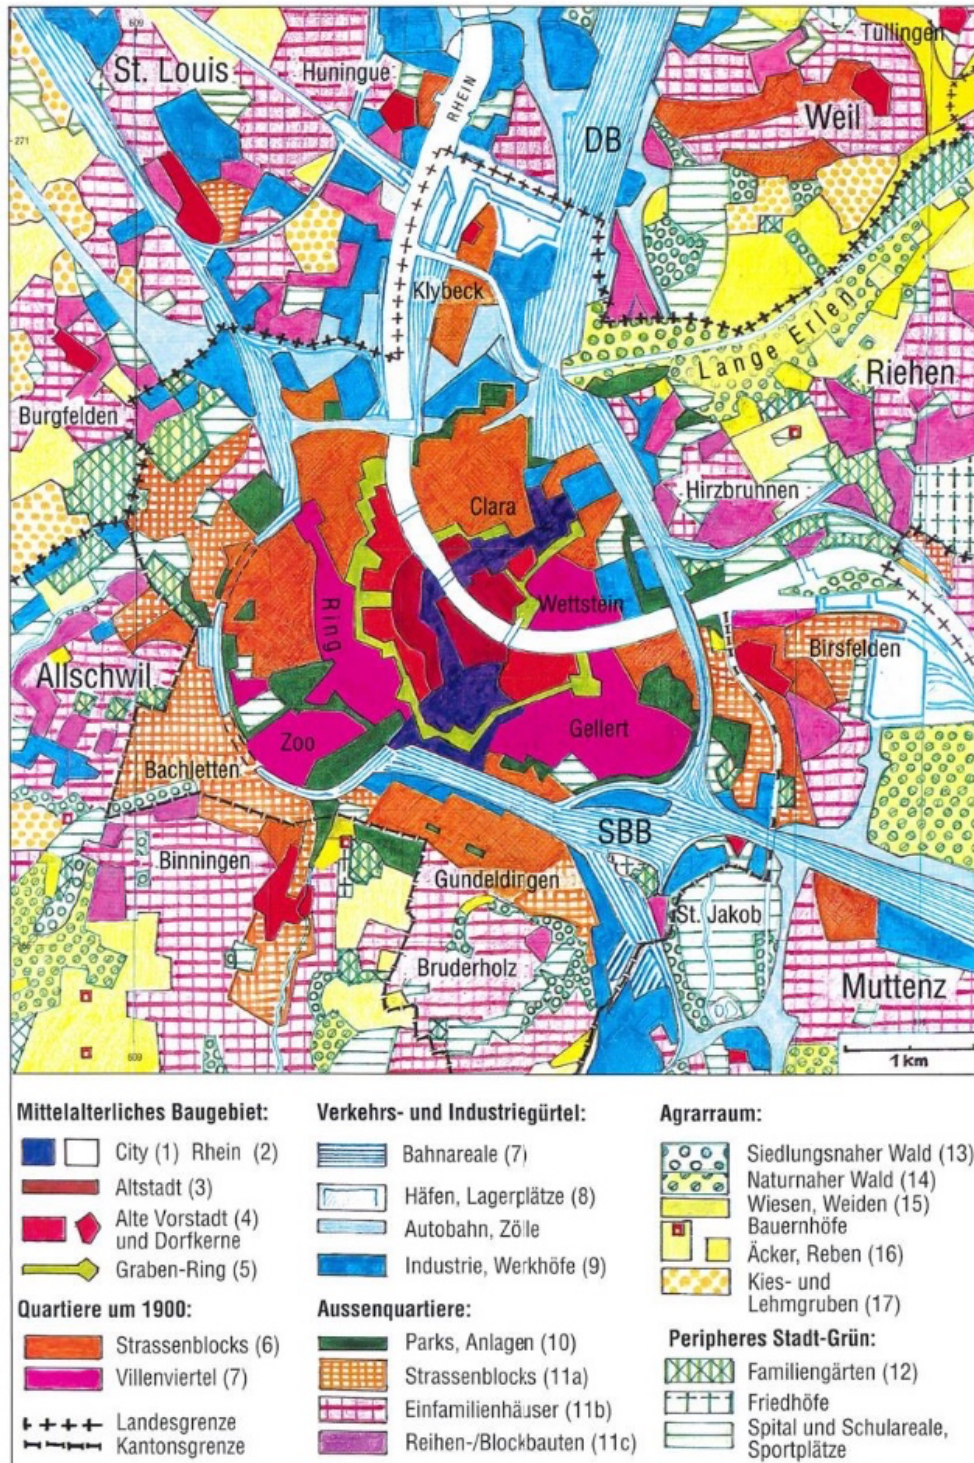 609
Tüllingen
St. Louis
Huningue
RHEIN
Weil
DB
271
Klybeck
Lange Erlen
Riehen
Burgfelden
Hirzbrunnen
Clara
Ring
Wettstein
Birsfelden
Allschwil
Zoo
Gellert
Bachletten
SBB
Binningen
Gundeldingen
St. Jakob
Bruderholz
Muttenz
609
1 km
Mittelalterliches Baugebiet:
City (1) Rhein (2)
Altstadt (3)
Alte Vorstadt (4)
und Dorfkerne
Graben-Ring (5)
Quartiere um 1900:
Strassenblocks (6)
Villenviertel (7)
Landesgrenze
Kantonsgrenze
Verkehrs- und Industriegürtel:
Bahnareale (7)
Häfen, Lagerplätze (8)
Autobahn, Zölle
Industrie, Werkhöfe (9)
Aussenquartiere:
Parks, Anlagen (10)
Strassenblocks (11a)
Einfamilienhäuser (11b)
Reihen-/Blockbauten (11c)
Agrarraum:
Siedlungsnaher Wald (13)
Naturnaher Wald (14)
Wiesen, Weiden (15)
Bauernhöfe
Äcker, Reben (16)
Kies- und
Lehmgruben (17)
Peripheres Stadt-Grün:
Familiengärten (12)
Friedhöfe
Spital und Schulareale,
Sportplätze